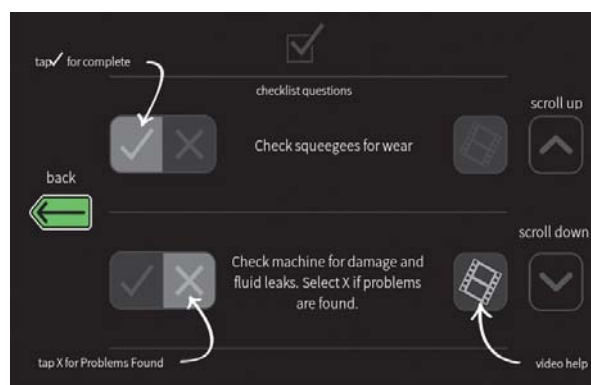 tap✓ for complete
checklist questions
scroll up
Check squeegees for wear
back
scroll down
Check machine for damage and
fluid leaks. Select X if problems
are found.
tap X for Problems Found
video help